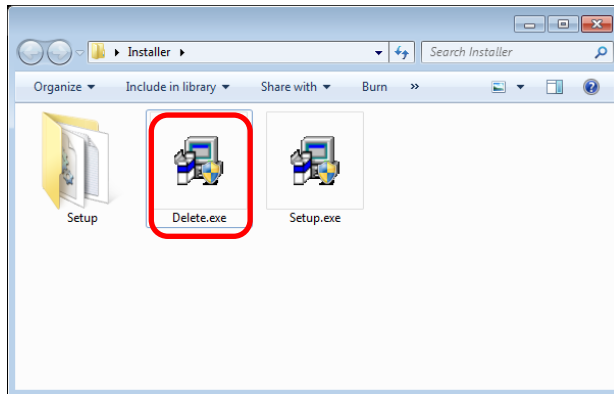 Installer
Search Installer
Organize Include in library Share with Burn »
Setup Delete.exe Setup.exe